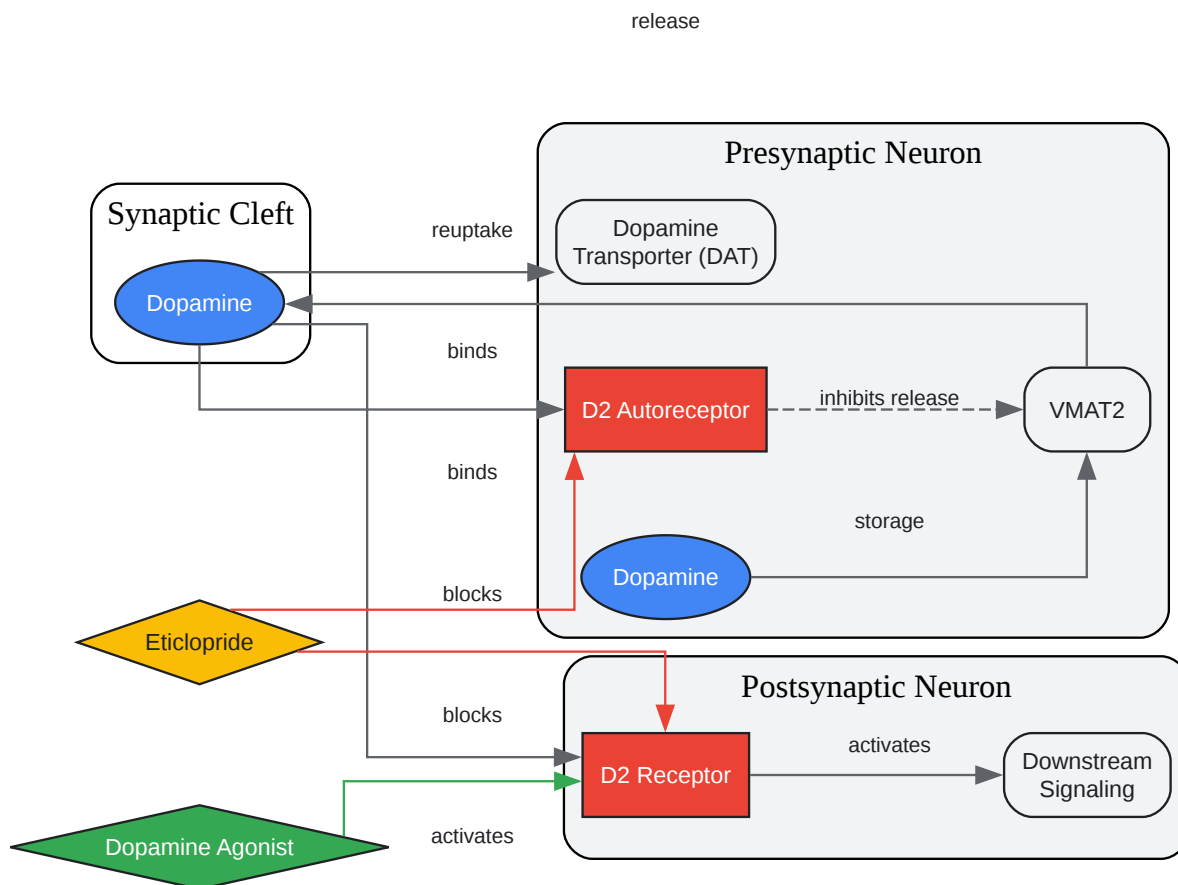 release
Presynaptic Neuron
Synaptic Cleft
reuptake
Dopamine
Transporter (DAT)
Dopamine
binds
D2 Autoreceptor
inhibits release
VMAT2
binds
storage
Dopamine
blocks
Eticlopride
Postsynaptic Neuron
blocks
D2 Receptor
activates
Downstream
Signaling
Dopamine Agonist
activates